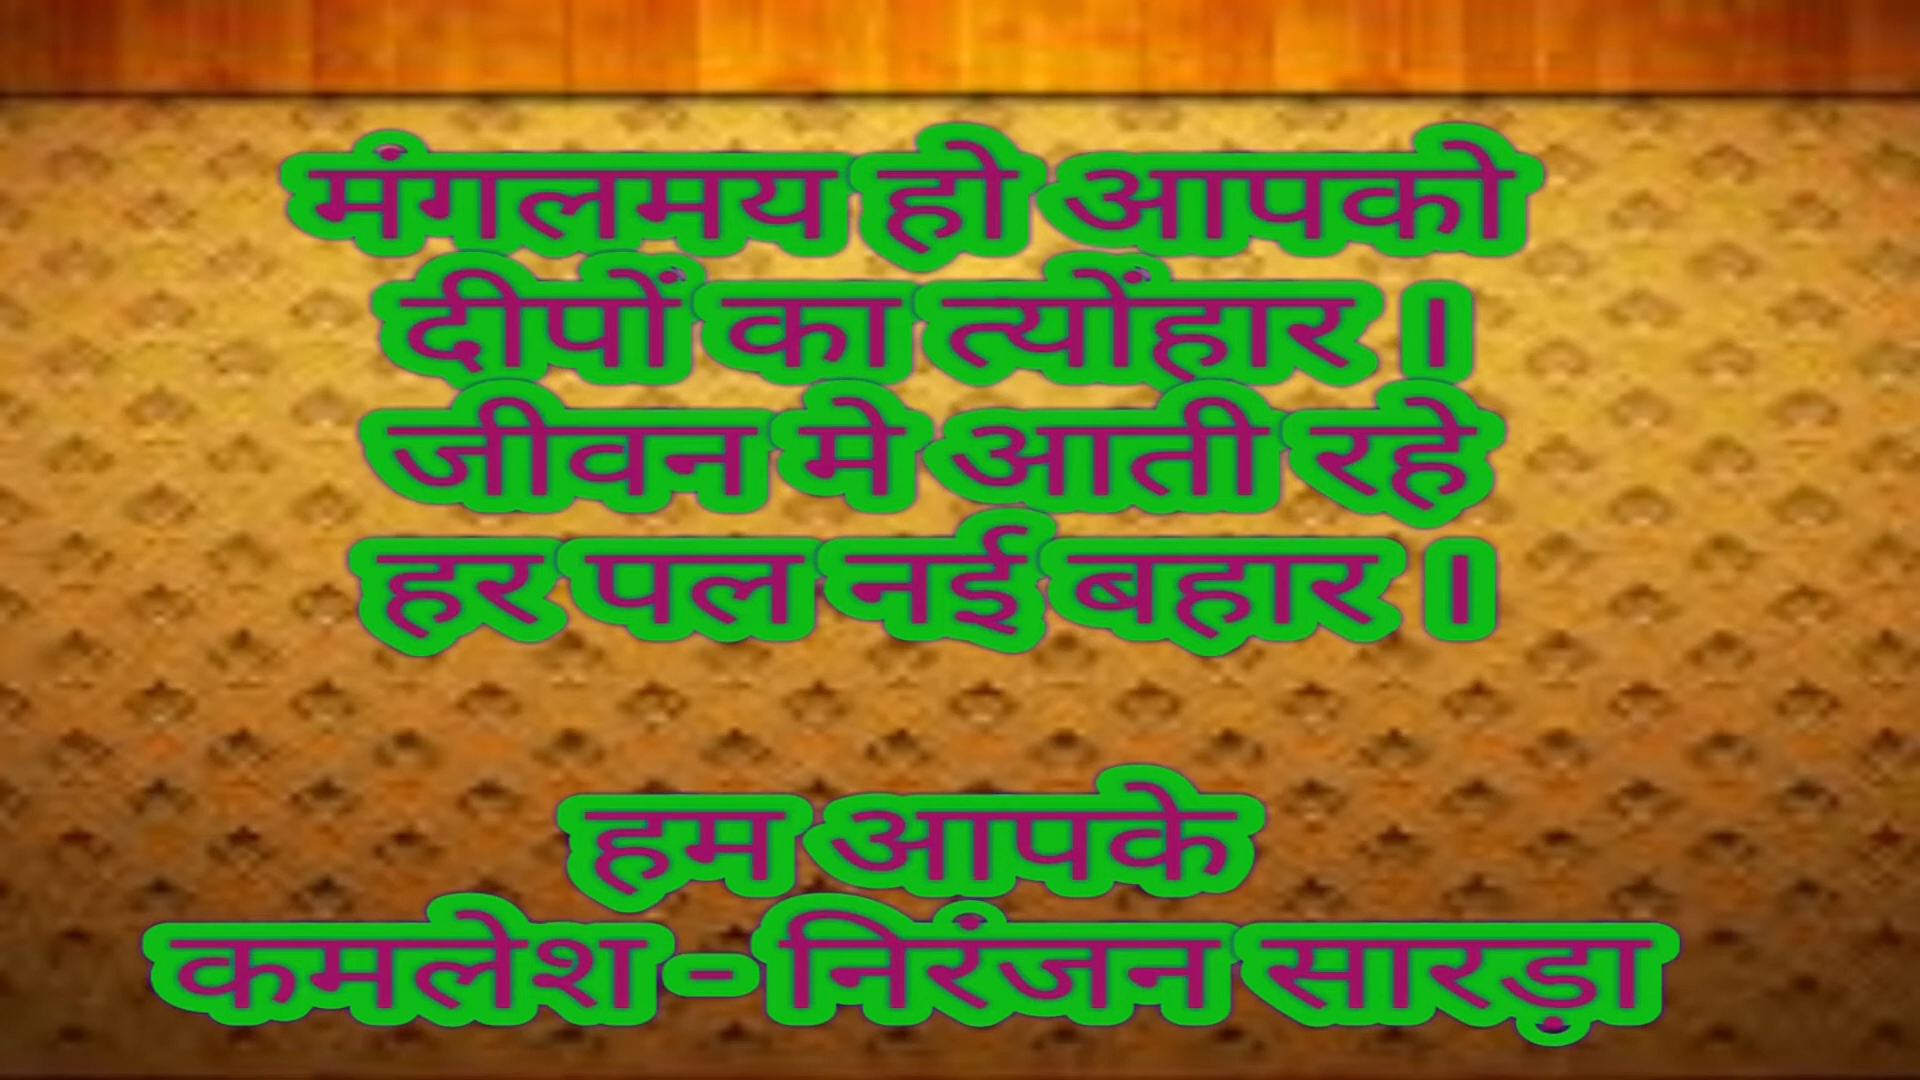 मंगलमय हो आपको
दीपों का त्योंहार ।
जीवन मे आती रहे
हर पल नई बहार ।
हम आपके
कमलेश - निरंजन सारड़ा